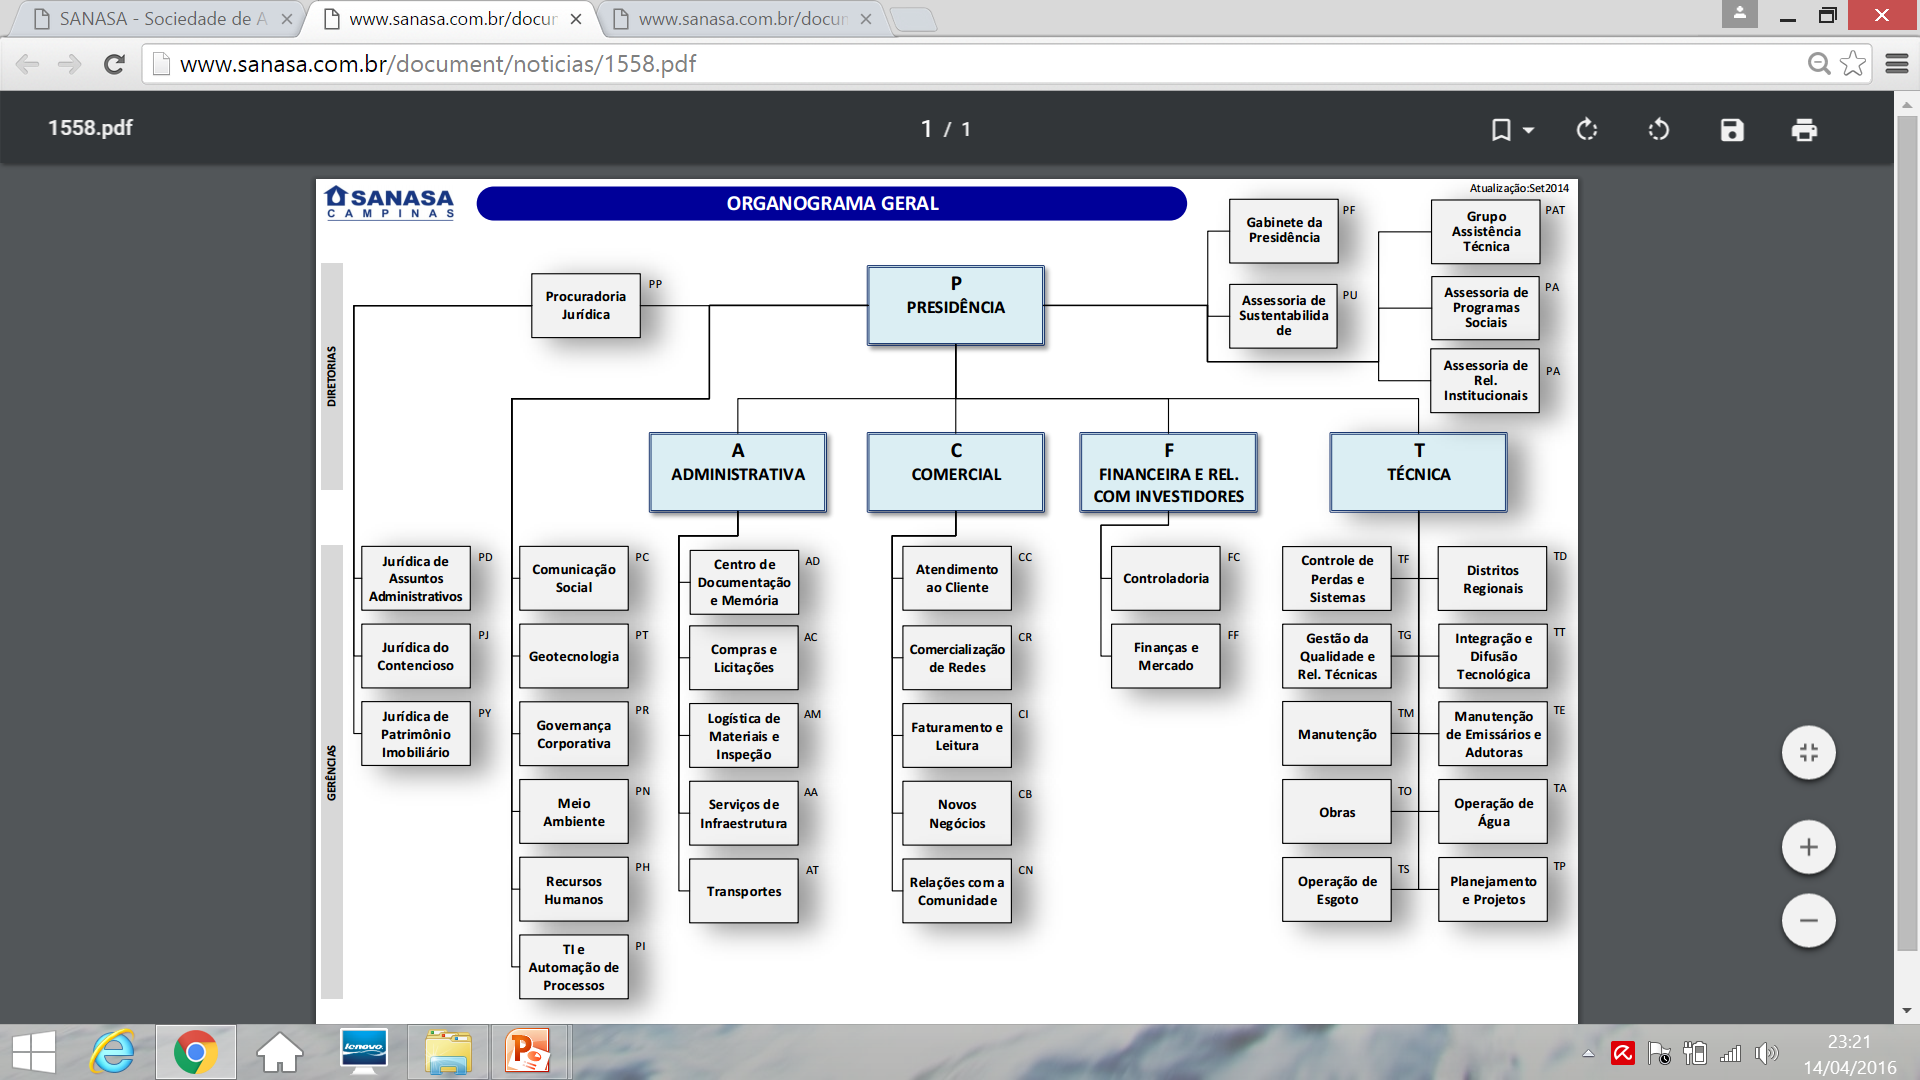 SANASA - Sociedade de A
www.sanasa.com.br/docur
www.sanasa.com.br/docun
www.sanasa.com.br/document/noticias/1558.pdf
1558.pdf
1 / 1
SANASA
CAMPINAS
ORGANOGRAMA GERAL
Atualização:Set2014
DIRETORIAS
GERÊNCIAS
Procuradoria
Jurídica
PP
P
PRESIDÊNCIA
Gabinete da
Presidência
PF
Assessoria de
Sustentabilida
de
PU
Grupo
Assistência
Técnica
PAT
Assessoria de
Programas
Sociais
PA
Assessoria de
Rel.
Institucionais
PA
A
ADMINISTRATIVA
C
COMERCIAL
F
FINANCEIRA E REL.
COM INVESTIDORES
T
TÉCNICA
Jurídica de
Assuntos
Administrativos
PD
Jurídica do
Contencioso
PJ
Jurídica de
Patrimônio
Imobiliário
PY
Comunicação
Social
PC
Geotecnologia
PT
Governança
Corporativa
PR
Meio
Ambiente
PN
Recursos
Humanos
PH
TI e
Automação de
Processos
PI
Centro de
Documentação
e Memória
AD
Compras e
Licitações
AC
Logística de
Materiais e
Inspeção
AM
Serviços de
Infraestrutura
AA
Transportes
AT
Atendimento
ao Cliente
CC
Comercialização
de Redes
CR
Faturamento e
Leitura
CI
Novos
Negócios
CB
Relações com a
Comunidade
CN
Controladoria
FC
Finanças e
Mercado
FF
Controle de
Perdas e
Sistemas
TF
Gestão da
Qualidade e
Rel. Técnicas
TG
Manutenção
TM
Obras
TO
Operação de
Esgoto
TS
Distritos
Regionais
TD
Integração e
Difusão
Tecnológica
TT
Manutenção
de Emissários e
Adutoras
TE
Operação de
Água
TA
Planejamento
e Projetos
TP
lenovo
23:21
14/04/2016